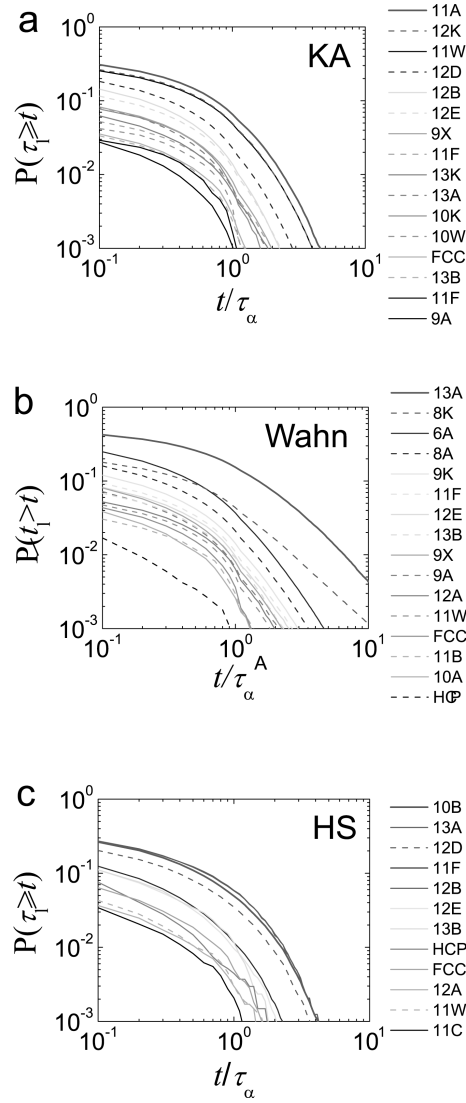 a
KA
P(τ_l≥t)
10^0
10^-1
10^-2
10^-3
10^-1
10^0
10^1
t/τ_α
11A
12K
11W
12D
12B
12E
9X
11F
13K
13A
10K
10W
FCC
13B
11F
9A
b
Wahn
P(t_l>t)
10^0
10^-1
10^-2
10^-3
10^-1
10^0
10^1
t/τ_α^A
13A
8K
6A
8A
9K
11F
12E
13B
9X
9A
12A
11W
FCC
11B
10A
HCP
c
HS
P(τ_l≥t)
10^0
10^-1
10^-2
10^-3
10^-1
10^0
10^1
t/τ_α
10B
13A
12D
11F
12B
12E
13B
HCP
FCC
12A
11W
11C